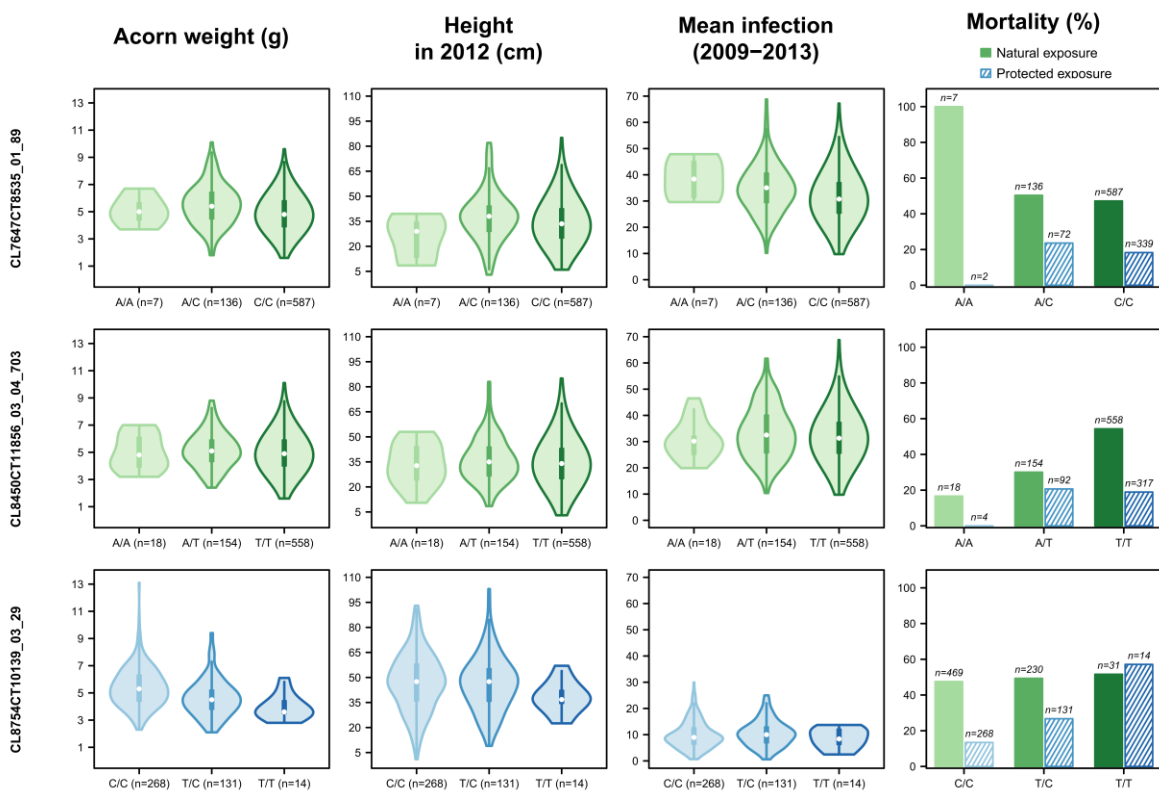 Acorn weight (g)
Height
in 2012 (cm)
Mean infection
(2009−2013)
Mortality (%)
Natural exposure
Protected exposure
CL7647CT8535_01_89
13
11
9
7
5
3
1
A/A (n=7) A/C (n=136) C/C (n=587)
110
95
80
65
50
35
20
5
A/A (n=7) A/C (n=136) C/C (n=587)
70
60
50
40
30
20
10
0
A/A (n=7) A/C (n=136) C/C (n=587)
100
80
60
40
20
0
n=7
n=2
n=136
n=72
n=587
n=339
A/A A/C C/C
CL8450CT11856_03_04_703
13
11
9
7
5
3
1
A/A (n=18) A/T (n=154) T/T (n=558)
110
95
80
65
50
35
20
5
A/A (n=18) A/T (n=154) T/T (n=558)
70
60
50
40
30
20
10
0
A/A (n=18) A/T (n=154) T/T (n=558)
100
80
60
40
20
0
n=18
n=4
n=154
n=92
n=558
n=317
A/A A/T T/T
CL8754CT10139_03_29
13
11
9
7
5
3
1
C/C (n=268) T/C (n=131) T/T (n=14)
110
95
80
65
50
35
20
5
C/C (n=268) T/C (n=131) T/T (n=14)
70
60
50
40
30
20
10
0
C/C (n=268) T/C (n=131) T/T (n=14)
100
80
60
40
20
0
n=469
n=268
n=230
n=131
n=31
n=14
C/C T/C T/T